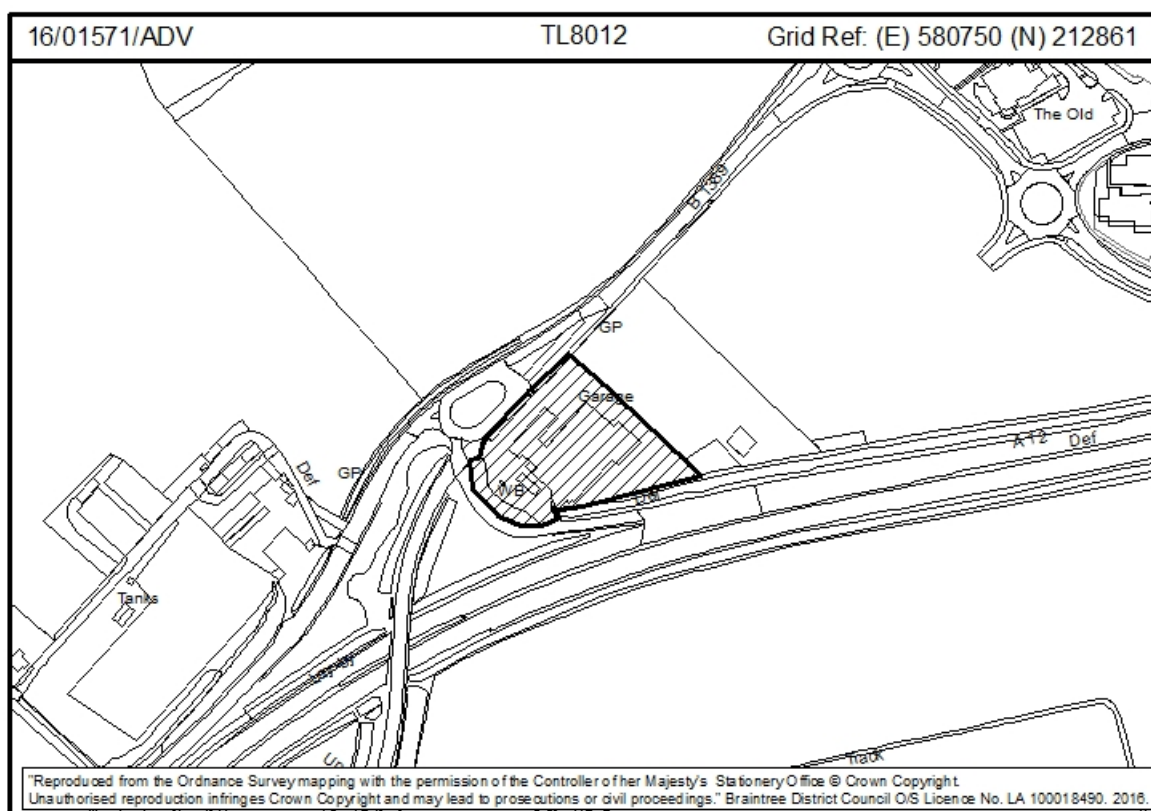 16/01571/ADV TL8012 Grid Ref: (E) 580750 (N) 212861
The Old
B 1389
GP
Garage
A 12 Def
Def
GP
WB
Def
Tanks
Def
Track
"Reproduced from the Ordnance Survey mapping with the permission of the Controller of her Majesty's Stationery Office © Crown Copyright.
Unauthorised reproduction infringes Crown Copyright and may lead to prosecutions or civil proceedings." Braintree District Council O/S Licence No. LA 100018490. 2016.